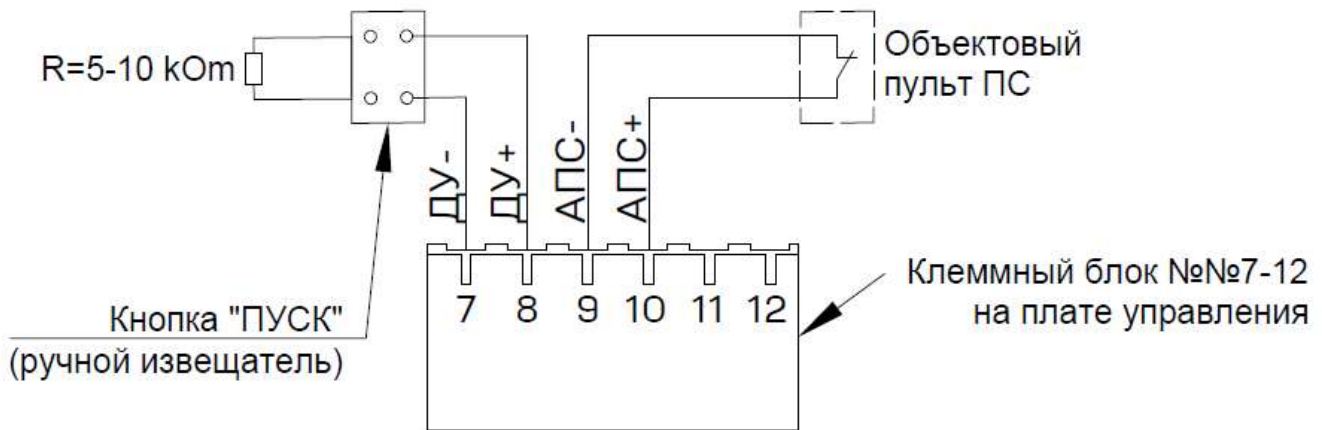 R=5-10 kOm
Объектовый
пульт ПС
ДУ-
ДУ+
АПС-
АПС+
7 8 9 10 11 12
Кнопка "ПУСК"
(ручной извещатель)
Клеммный блок №№7-12
на плате управления